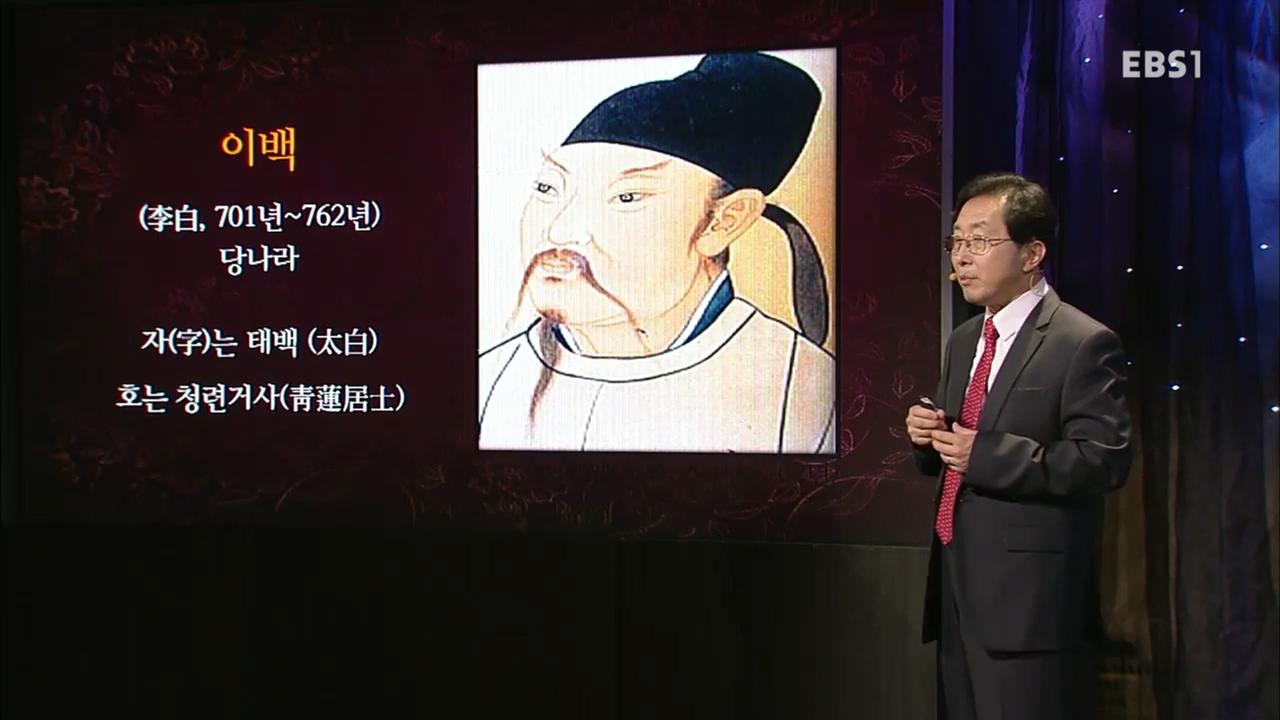 EBS1
이백
(李白, 701년~762년)
당나라
자(字)는 태백 (太白)
호는 청련거사(靑蓮居士)